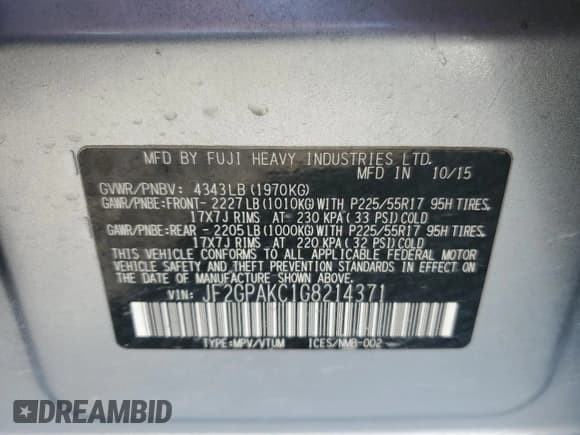 MFD BY FUJI HEAVY INDUSTRIES LTD.
MFD IN 10/15
GVWR/PNBV: 4343LB(1970KG)
GAWR/PNBE:FRONT- 2227LB(1010KG)WITH P225/55R17 95H TIRES.
17X7J RIMS AT- 230 KPA(33 PSI)COLD
GAWR/PNBE:REAR - 2205LB(1000KG)WITH P225/55R17 95H TIRES.
17X7J RIMS AT 220 KPA(32 PSI)COLD
THIS VEHICLE CONFORMS TO ALL APPLICABLE FEDERAL MOTOR
VEHICLE SAFETY AND THEFT PREVENTION STANDARDS IN EFFECT ON
THE DATE OF MANUFACTURE SHOWN ABOVE.
VIN: JF2GPAKC1G8214371
TYPE:MPV/VTUM ICES/NMB-002
DREAMBID